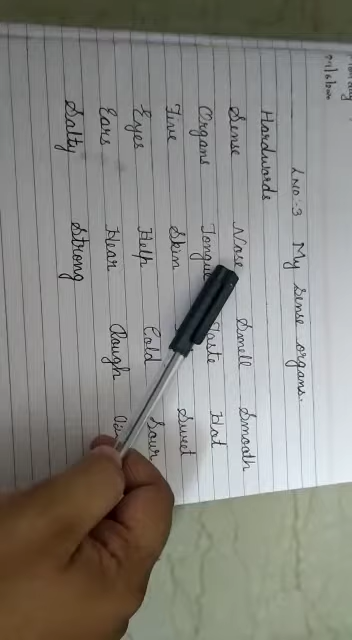 L No:-3 My Sense organs.
Hardwords
Sense Nose Smell Smooth
Organs Tongue Taste Hot
Five Skin Sweet
Eyes Help Cold Sour
Ears Hear Rough
Salty Strong